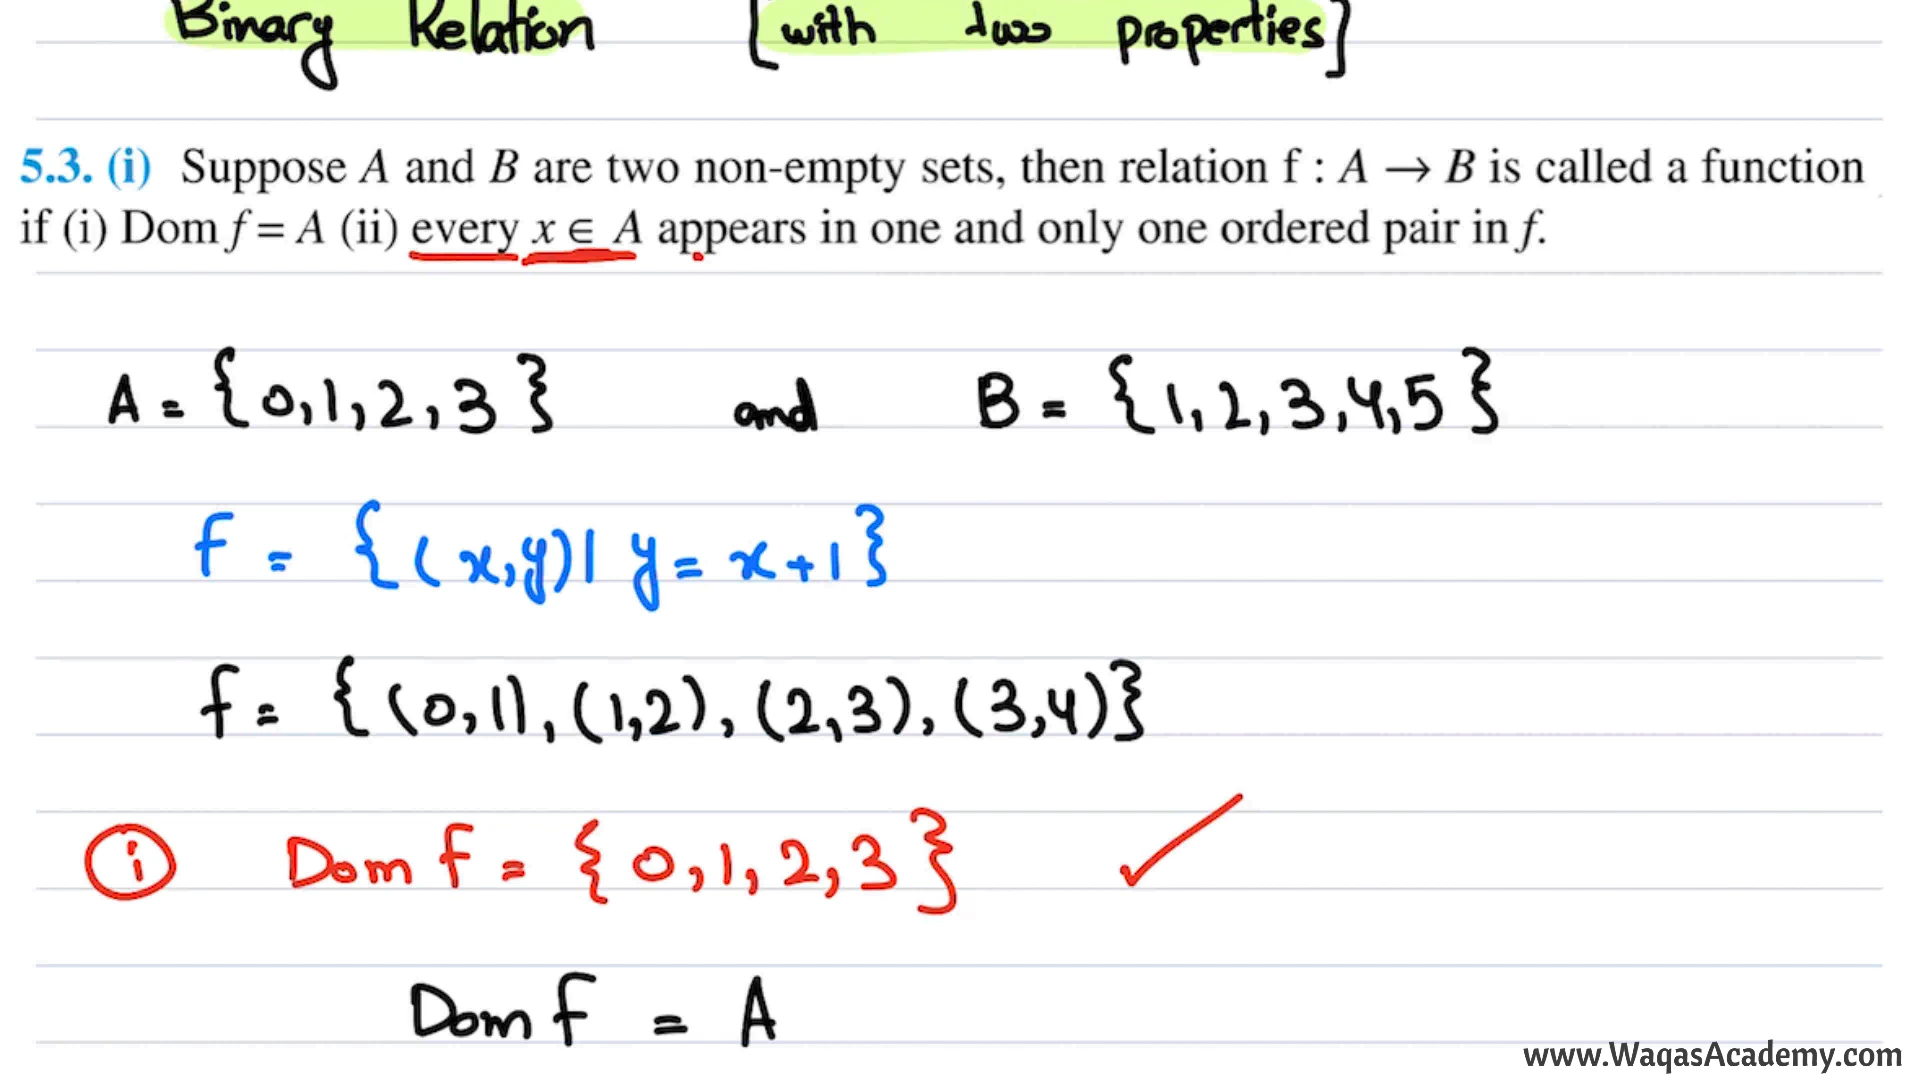 Binary Relation [with two properties]
5.3. (i) Suppose A and B are two non-empty sets, then relation f : A → B is called a function
if (i) Dom f = A (ii) every x ∈ A appears in one and only one ordered pair in f.
A = {0,1,2,3} and B = {1,2,3,4,5}
f = {(x,y)| y = x+1}
f = {(0,1),(1,2),(2,3),(3,4)}
(i) Dom f = {0,1,2,3} ✓
Dom f = A
www.WaqasAcademy.com